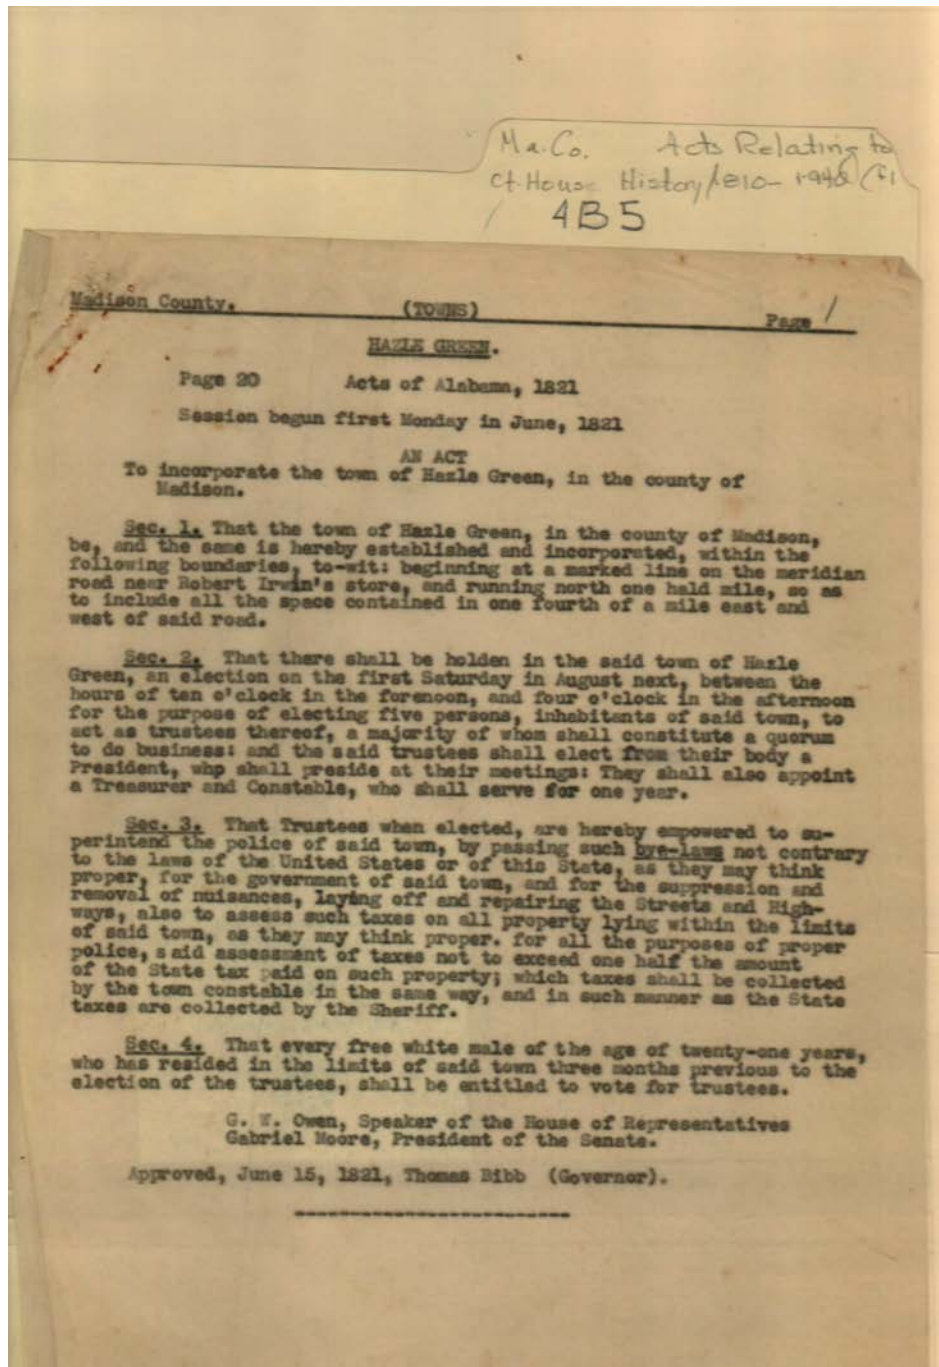 Ma. Co. Acts Relating to
Ct. House History 1810-1940 (F)
4B5
Madison County. (TOWNS) Page 1
HAZLE GREEN.
Page 20 Acts of Alabama, 1821
Session begun first Monday in June, 1821
AN ACT
To incorporate the town of Hazle Green, in the county of
Madison.
Sec. 1. That the town of Hazle Green, in the county of Madison,
be, and the same is hereby established and incorporated, within the
following boundaries, to-wit: beginning at a marked line on the meridian
road near Robert Irwin's store, and running north one hald mile, so as
to include all the space contained in one fourth of a mile east and
west of said road.
Sec. 2. That there shall be holden in the said town of Hazle
Green, an election on the first Saturday in August next, between the
hours of ten o'clock in the forenoon, and four o'clock in the afternoon
for the purpose of electing five persons, inhabitants of said town, to
act as trustees thereof, a majority of whom shall constitute a quorum
to do business: and the said trustees shall elect from their body a
President, whp shall preside at their meetings: They shall also appoint
a Treasurer and Constable, who shall serve for one year.
Sec. 3. That Trustees when elected, are hereby empowered to su-
perintend the police of said town, by passing such bye-laws not contrary
to the laws of the United States or of this State, as they may think
proper, for the government of said town, and for the suppression and
removal of nuisances, laying off and repairing the Streets and High-
ways, also to assess such taxes on all property lying within the limits
of said town, as they may think proper. for all the purposes of proper
police, said assessment of taxes not to exceed one half the amount
of the State tax paid on such property; which taxes shall be collected
by the town constable in the same way, and in such manner as the State
taxes are collected by the Sheriff.
Sec. 4. That every free white male of the age of twenty-one years,
who has resided in the limits of said town three months previous to the
election of the trustees, shall be entitled to vote for trustees.
G. W. Owen, Speaker of the House of Representatives
Gabriel Moore, President of the Senate.
Approved, June 15, 1821, Thomas Bibb (Governor).